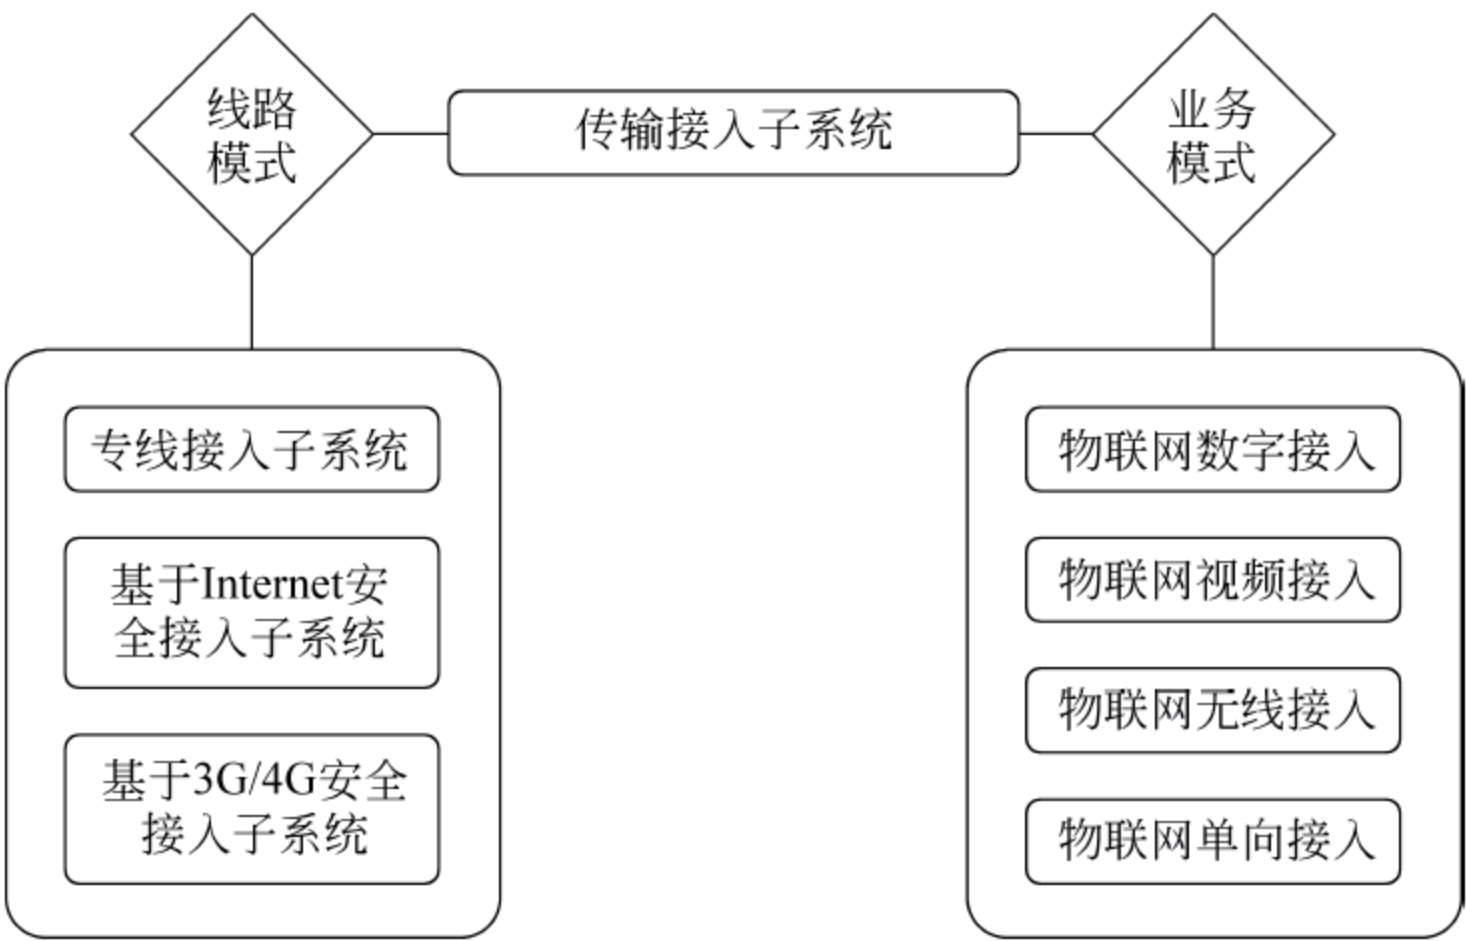 线路
模式
传输接入子系统
业务
模式
专线接入子系统
基于Internet安
全接入子系统
基于3G/4G安全
接入子系统
物联网数字接入
物联网视频接入
物联网无线接入
物联网单向接入